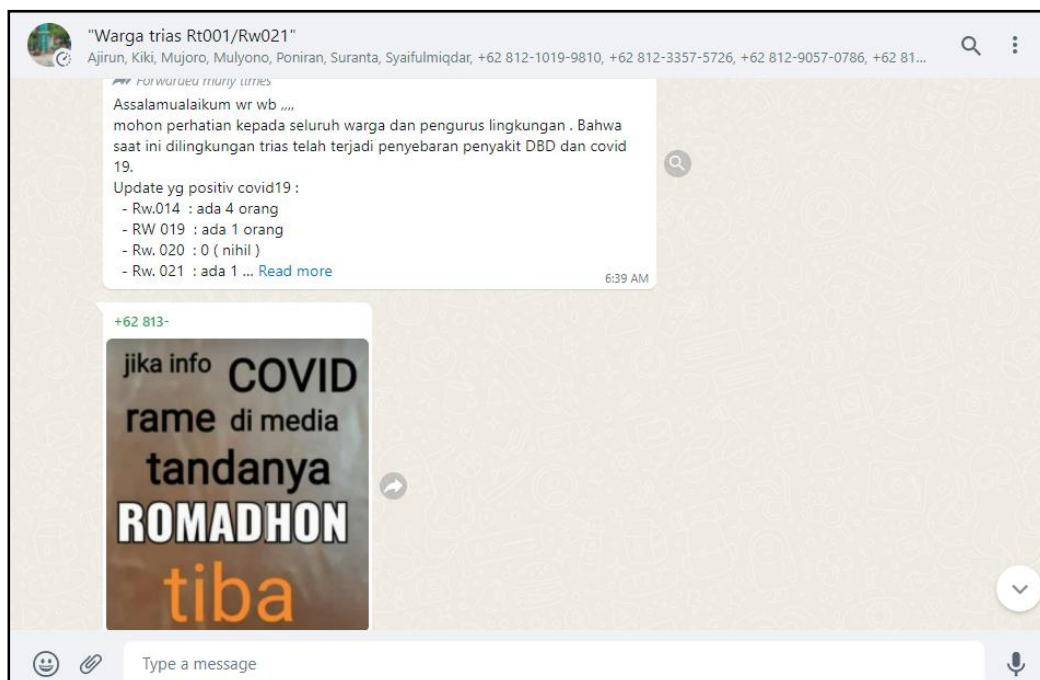 "Warga trias Rt001/Rw021"
Ajirun, Kiki, Mujoro, Mulyono, Poniran, Suranta, Syaifulmiqdar, +62 812-1019-9810, +62 812-3357-5726, +62 812-9057-0786, +62 81...
Forwarded many times
Assalamualaikum wr wb ,,,,
mohon perhatian kepada seluruh warga dan pengurus lingkungan . Bahwa
saat ini dilingkungan trias telah terjadi penyebaran penyakit DBD dan covid
19.
Update yg positiv covid19 :
- Rw.014 : ada 4 orang
- RW 019 : ada 1 orang
- Rw. 020 : 0 ( nihil )
- Rw. 021 : ada 1 ... Read more
6:39 AM
+62 813-
jika info COVID
rame di media
tandanya
ROMADHON
tiba
Type a message